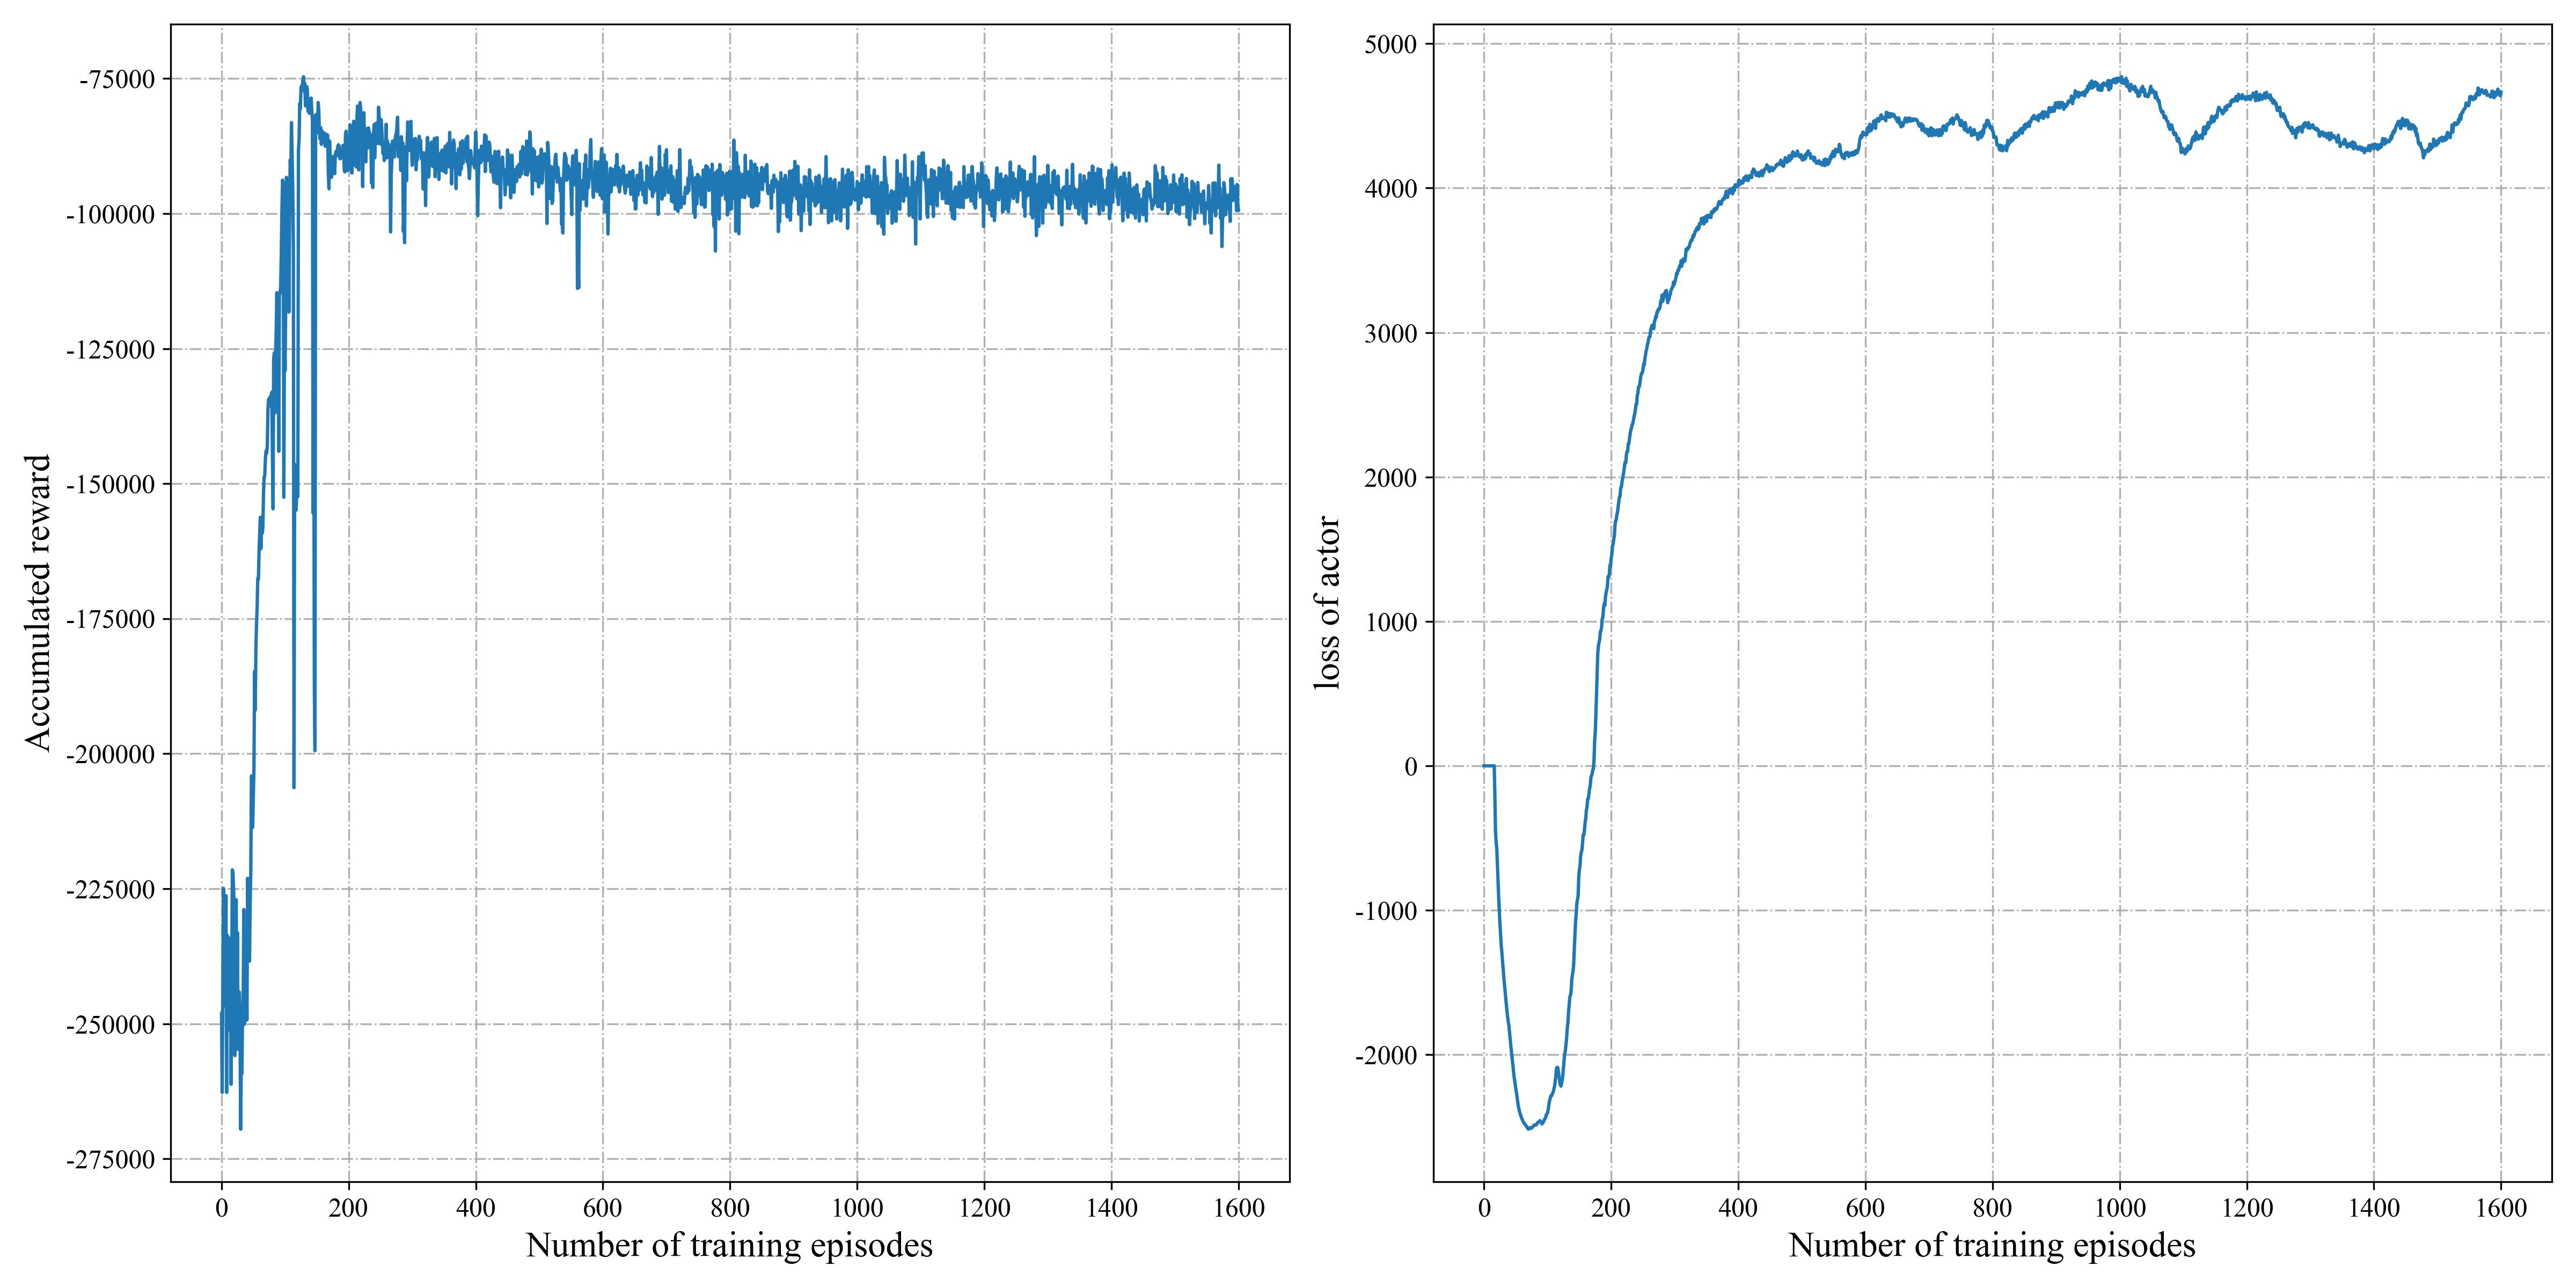 -75000
-100000
-125000
-150000
-175000
-200000
-225000
-250000
-275000
Accumulated reward
0 200 400 600 800 1000 1200 1400 1600
Number of training episodes
5000
4000
3000
2000
1000
0
-1000
-2000
loss of actor
0 200 400 600 800 1000 1200 1400 1600
Number of training episodes